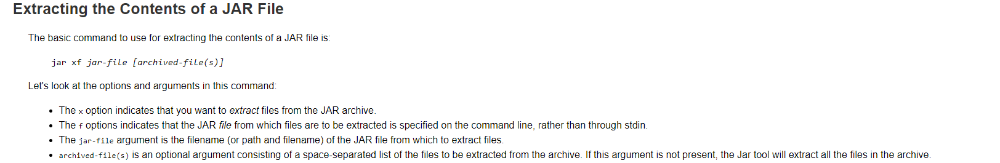 Extracting the Contents of a JAR File
The basic command to use for extracting the contents of a JAR file is:
jar xf jar-file [archived-file(s)]
Let's look at the options and arguments in this command:
• The x option indicates that you want to extract files from the JAR archive.
• The f options indicates that the JAR file from which files are to be extracted is specified on the command line, rather than through stdin.
• The jar-file argument is the filename (or path and filename) of the JAR file from which to extract files.
• archived-file(s) is an optional argument consisting of a space-separated list of the files to be extracted from the archive. If this argument is not present, the Jar tool will extract all the files in the archive.